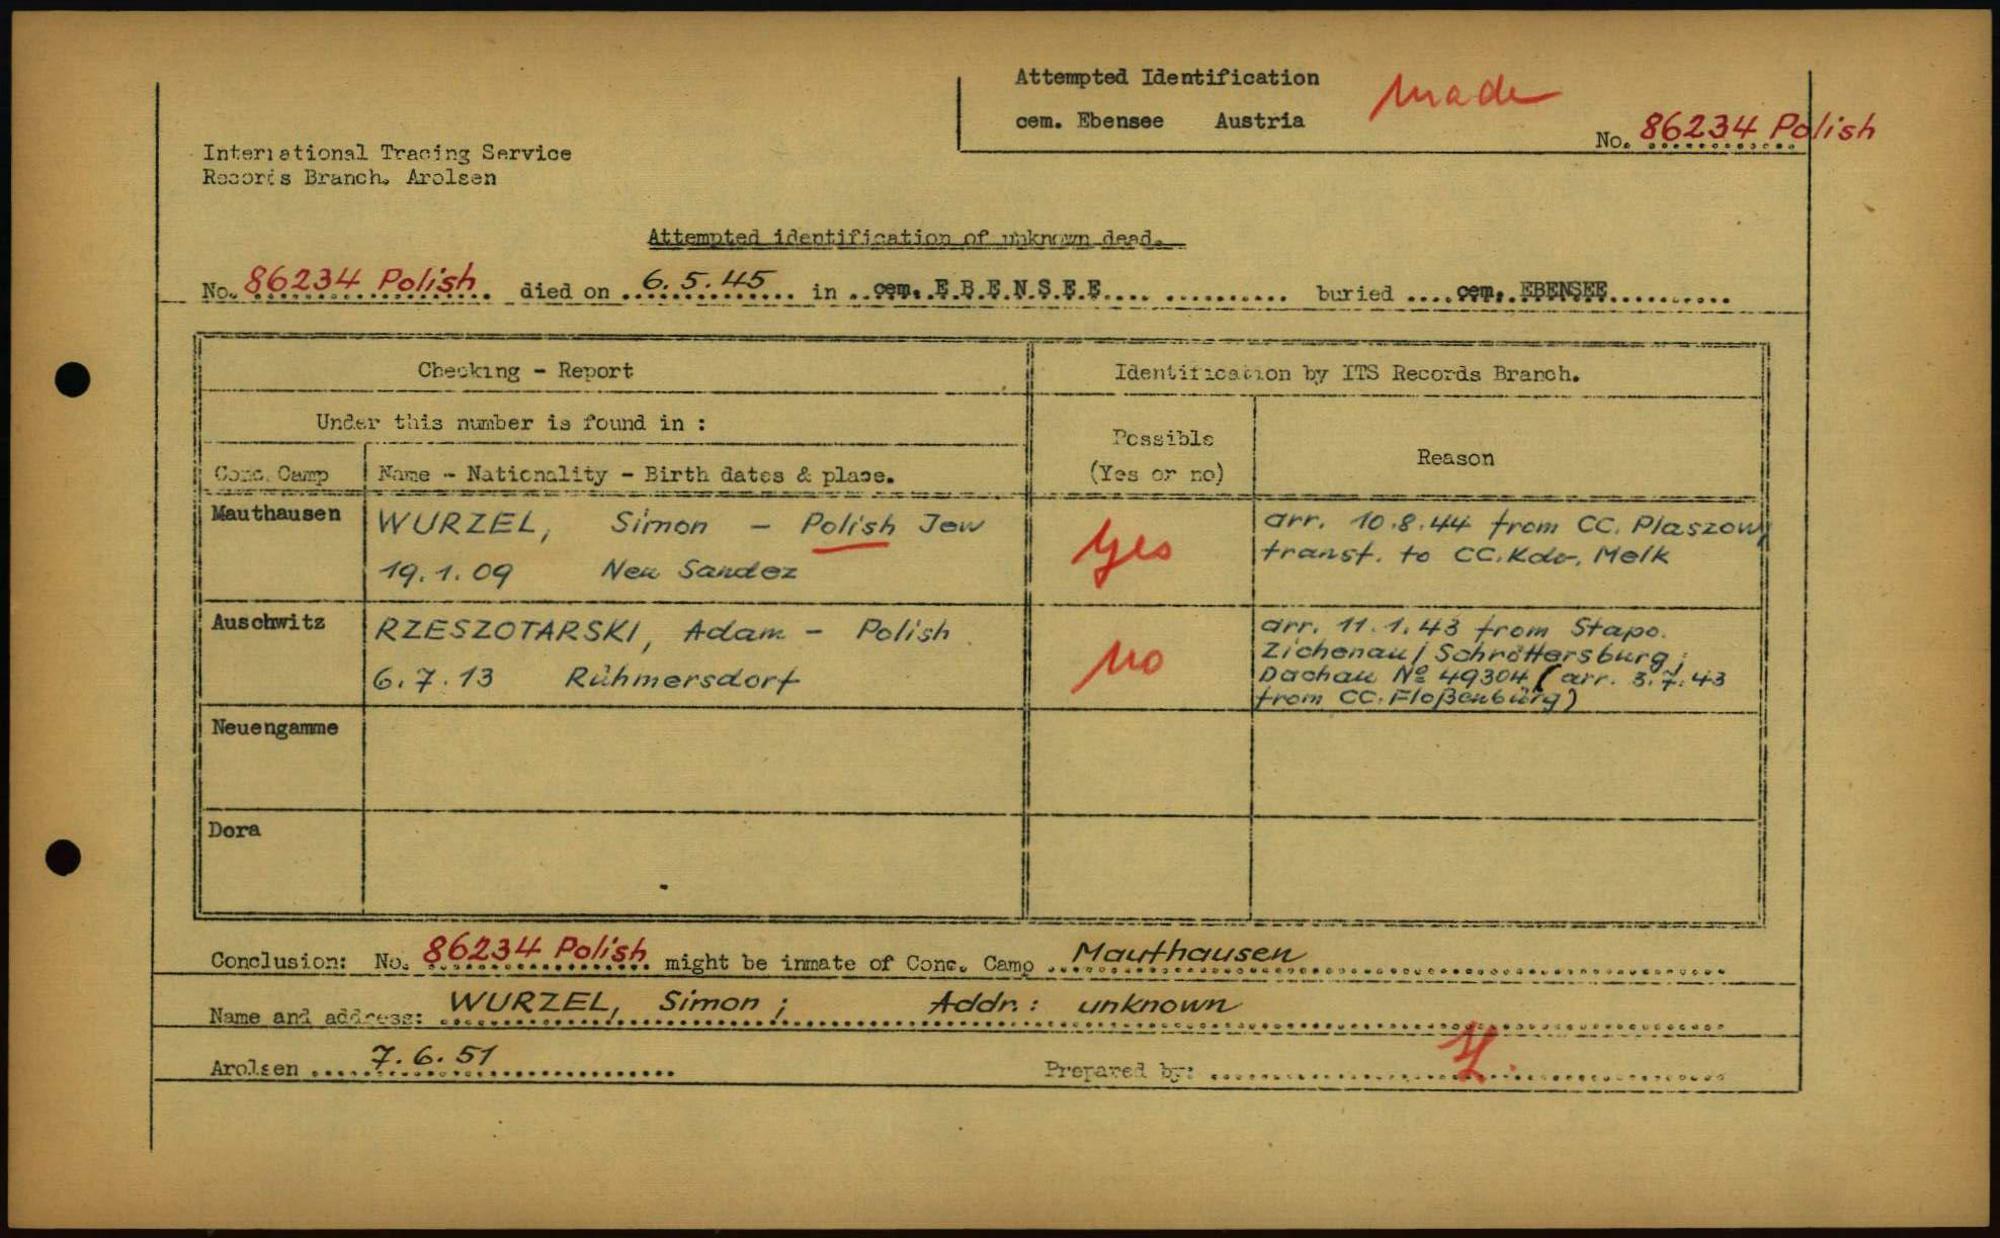 Attempted Identification
cem. Ebensee Austria
made
No. 86234 Polish
International Tracing Service
Records Branch. Arolsen
Attempted identification of unknown dead.
No. 86234 Polish died on 6.5.45 in cem. E.B.E.N.S.E.E. buried cem. EBENSEE
Checking - Report
Identification by ITS Records Branch.
Under this number is found in :
Possible
(Yes or no)
Reason
Conc. Camp
Name - Nationality - Birth dates & place.
Mauthausen
WURZEL, Simon - Polish Jew
19.1.09 Neu Sandez
Yes
arr. 10.8.44 from CC. Plaszow,
transf. to CC. Kdo. Melk
Auschwitz
RZESZOTARSKI, Adam - Polish
6.7.13 Rühmersdorf
no
arr. 11.1.43 from Stapo.
Zichenau/Schröttersburg;
Dachau № 49304 (arr. 3.7.43
from CC. Floßenbürg)
Neuengamme
Dora
Conclusion: No. 86234 Polish might be inmate of Conc. Camp Mauthausen
Name and address: WURZEL, Simon ; Addr.: unknown
Arolsen 7.6.51
Prepared by: